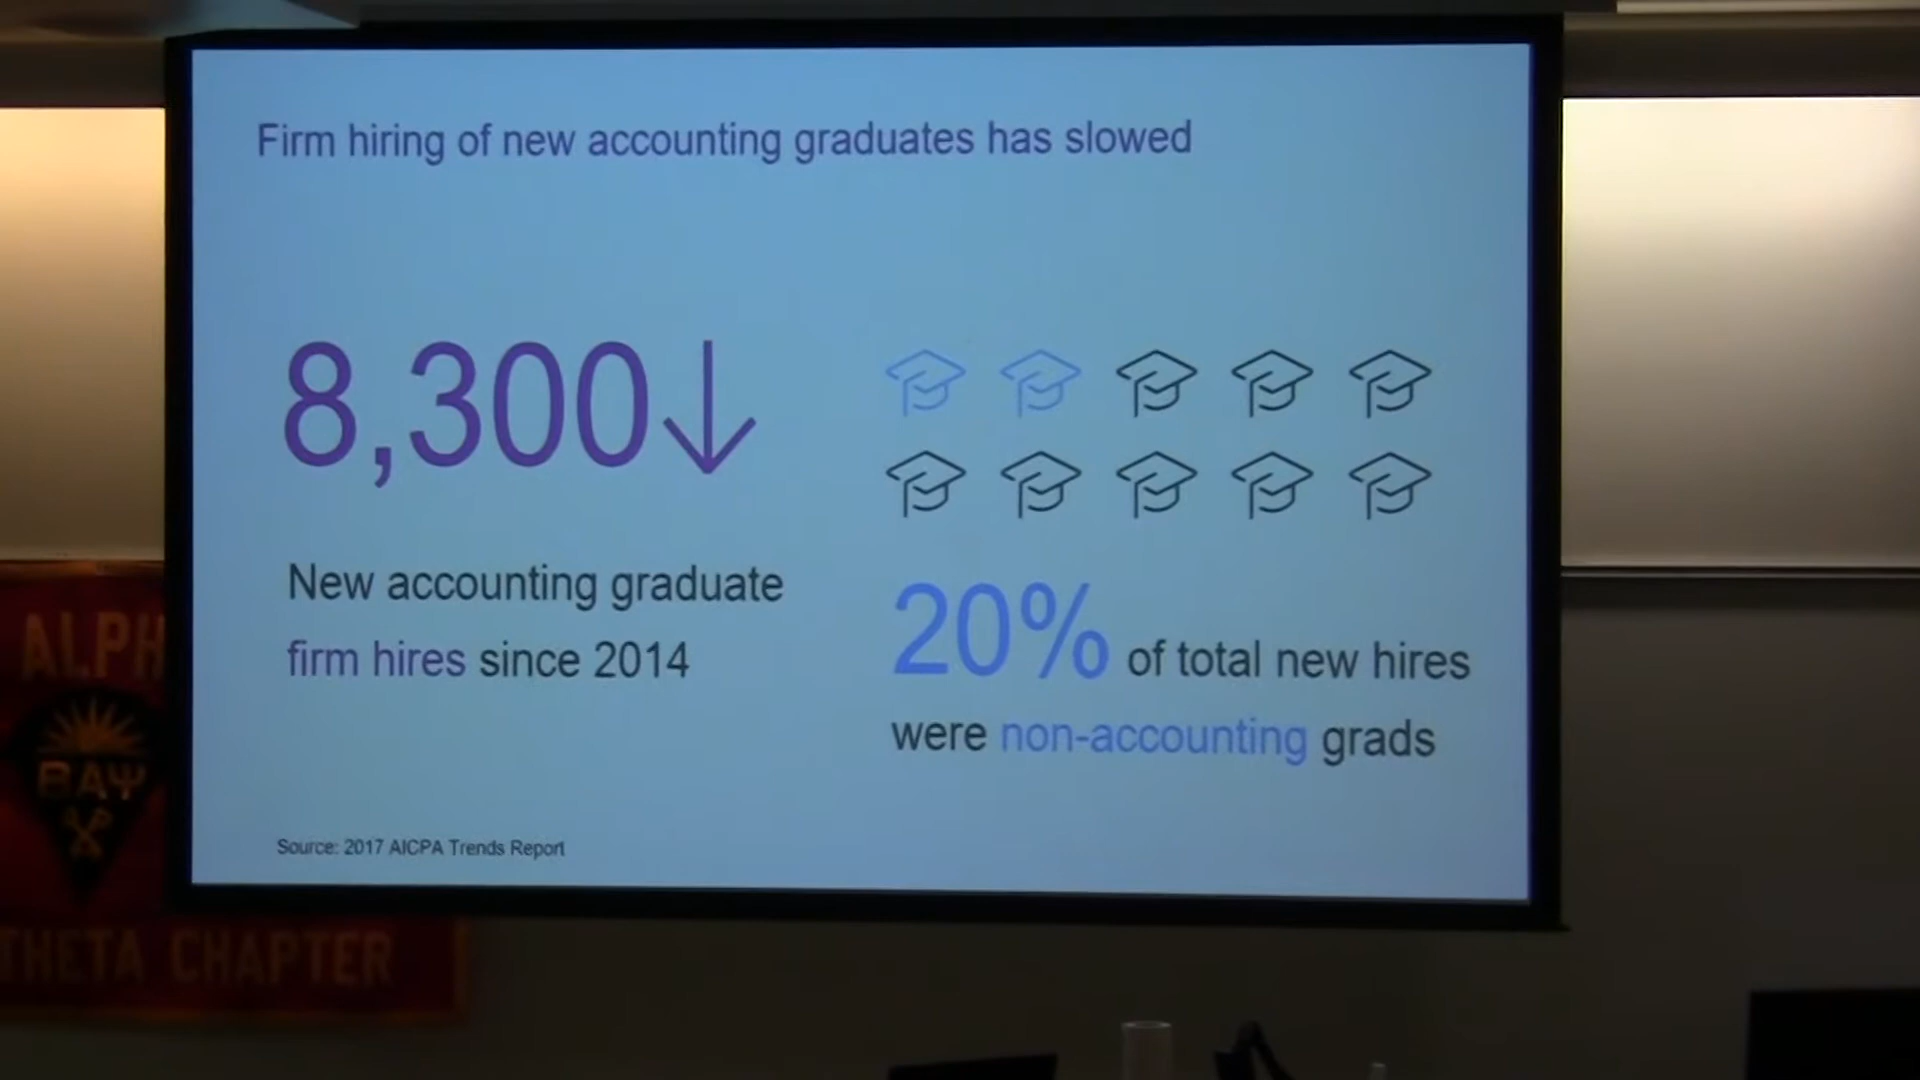 Firm hiring of new accounting graduates has slowed
8,300↓
New accounting graduate
firm hires since 2014
20% of total new hires
were non-accounting grads
Source: 2017 AICPA Trends Report
ALPH
ΒΑΨ
THETA CHAPTER